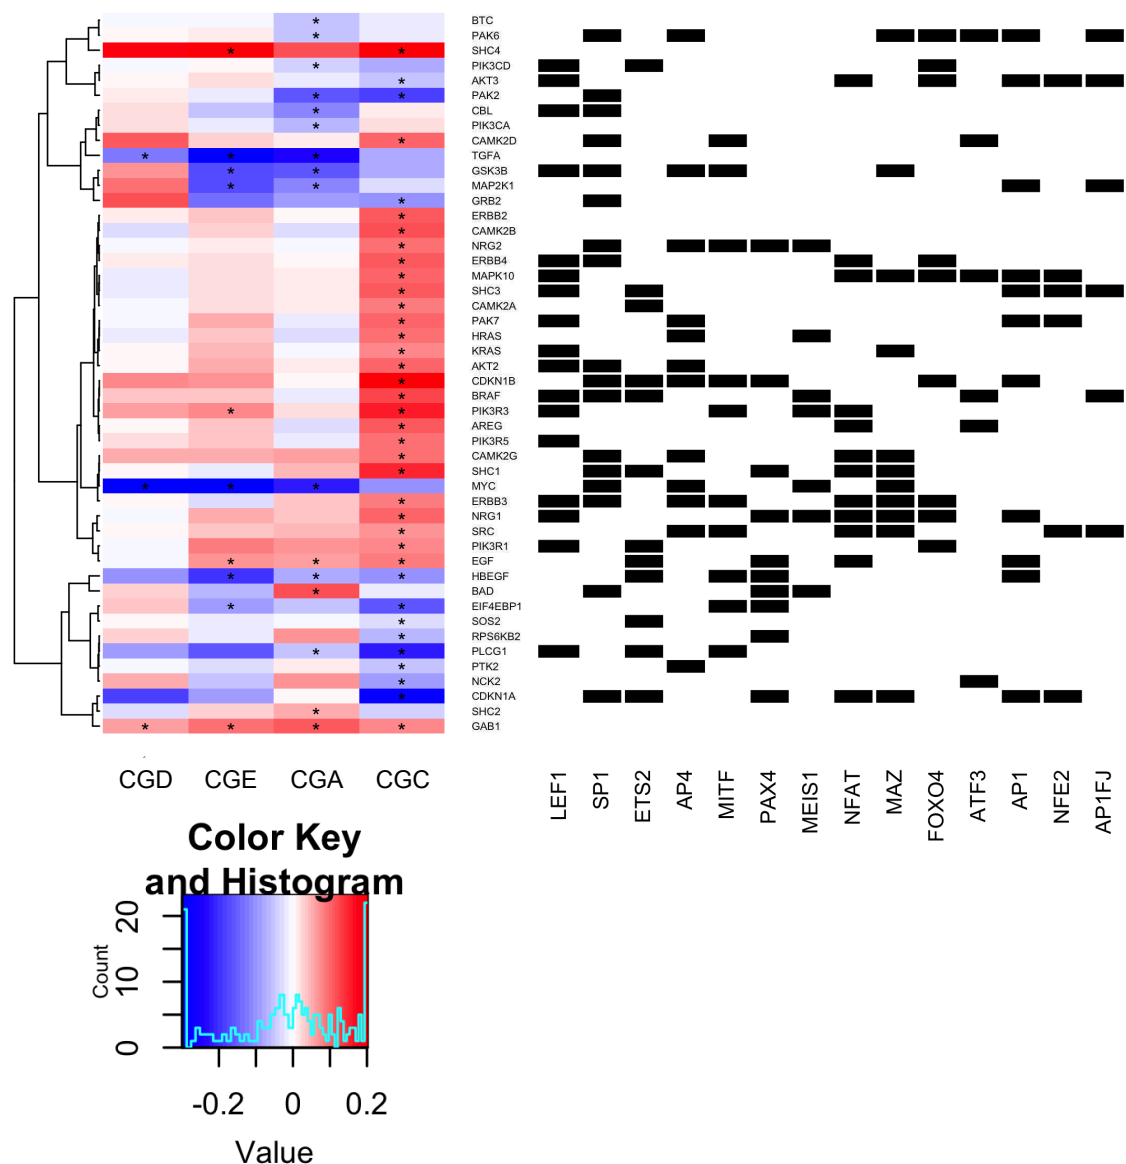 BTC
PAK6
SHC4
PIK3CD
AKT3
PAK2
CBL
PIK3CA
CAMK2D
TGFA
GSK3B
MAP2K1
GRB2
ERBB2
CAMK2B
NRG2
ERBB4
MAPK10
SHC3
CAMK2A
PAK7
HRAS
KRAS
AKT2
CDKN1B
BRAF
PIK3R3
AREG
PIK3R5
CAMK2G
SHC1
MYC
ERBB3
NRG1
SRC
PIK3R1
EGF
HBEGF
BAD
EIF4EBP1
SOS2
RPS6KB2
PLCG1
PTK2
NCK2
CDKN1A
SHC2
GAB1
CGD CGE CGA CGC
LEF1 SP1 ETS2 AP4 MITF PAX4 MEIS1 NFAT MAZ FOXO4 ATF3 AP1 NFE2 AP1FJ
Color Key
and Histogram
Count
20
10
0
-0.2 0 0.2
Value